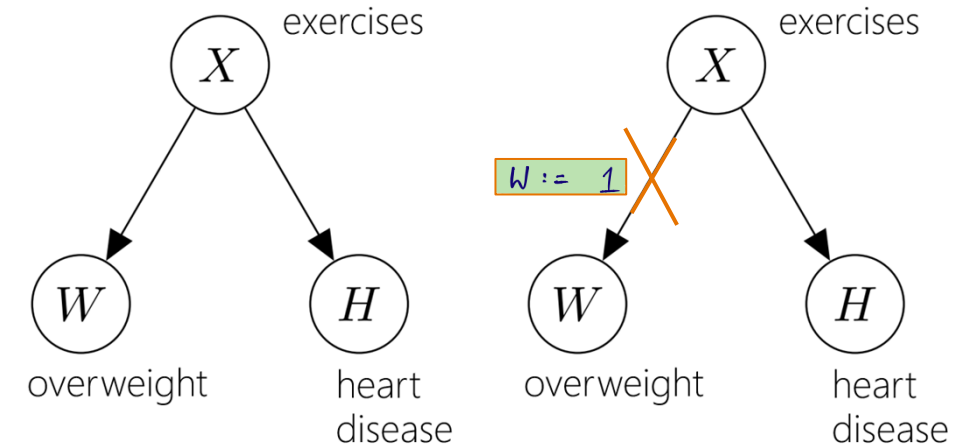 exercises
X
W
H
overweight
heart
disease
exercises
X
W := 1
W
H
overweight
heart
disease